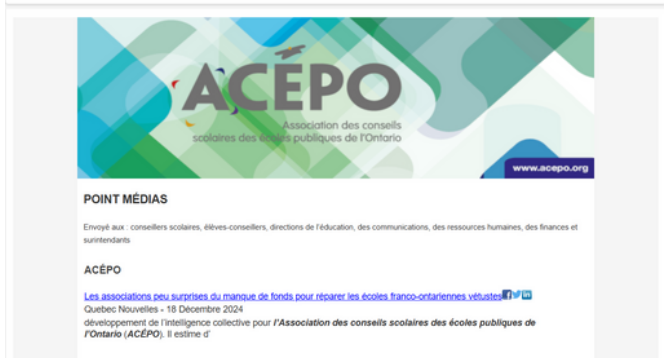 ACÉPO
Association des conseils
scolaires des écoles publiques de l'Ontario
www.acepo.org
POINT MÉDIAS
Envoyé aux : conseillers scolaires, élèves-conseillers, directions de l'éducation, des communications, des ressources humaines, des finances et
surintendants
ACÉPO
Les associations peu surprises du manque de fonds pour réparer les écoles franco-ontariennes vétustes
Quebec Nouvelles - 18 Décembre 2024
développement de l'intelligence collective pour l'Association des conseils scolaires des écoles publiques de
l'Ontario (ACÉPO). Il estime d'